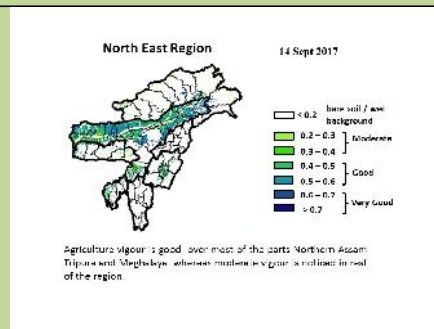 North East Region
14 Sept 2017
< 0.2 bare soil / wet background
0.2 – 0.3
0.3 – 0.4
Moderate
0.4 – 0.5
0.5 – 0.6
Good
0.6 – 0.7
> 0.7
Very Good
Agriculture vigour is good over most of the parts Northern Assam
Tripura and Meghalaya whereas moderate vigour is noticed in rest
of the region.